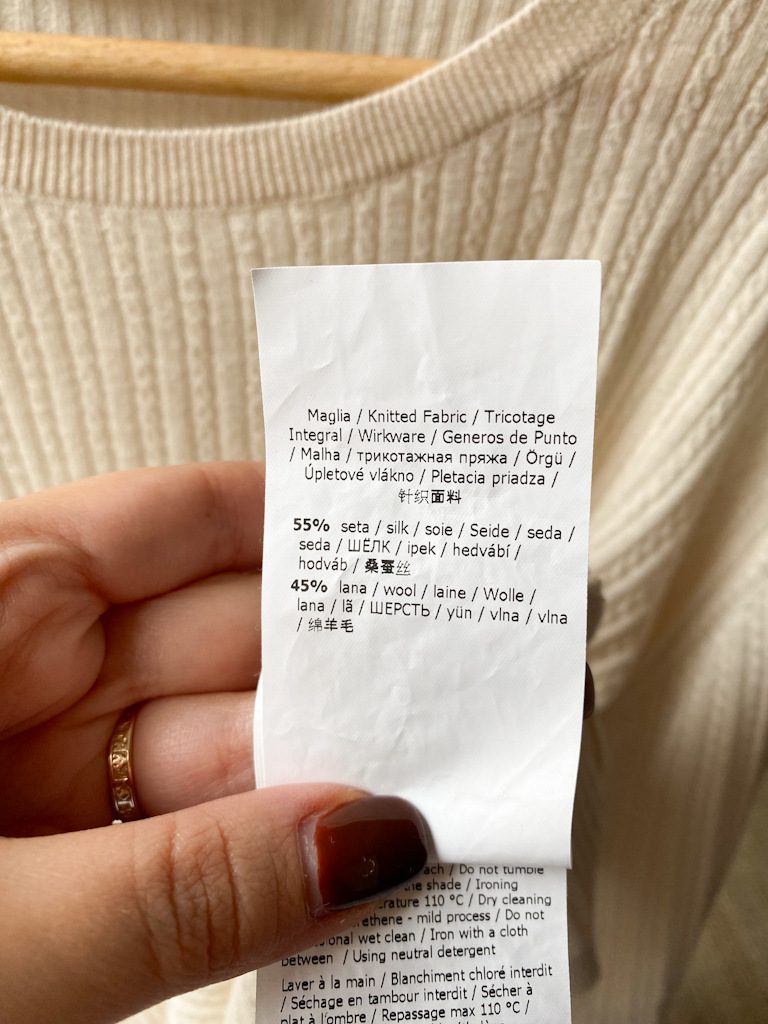 Maglia / Knitted Fabric / Tricotage
Integral / Wirkware / Generos de Punto
/ Malha / трикотажная пряжа / Örgü /
Úpletové vlákno / Pletacia priadza /
针织面料
55% seta / silk / soie / Seide / seda /
seda / ШЁЛК / ipek / hedvábí /
hodváb / 桑蚕丝
45% lana / wool / laine / Wolle /
lana / lã / ШЕРСТЬ / yün / vlna / vlna
/ 绵羊毛
/ Do not tumble
the shade / Ironing
110 °C / Dry cleaning
- mild process / Do not
wet clean / Iron with a cloth
between / Using neutral detergent
Laver à la main / Blanchiment chloré interdit
/ Séchage en tambour interdit / Sécher à
plat à l'ombre / Repassage max 110 °C /